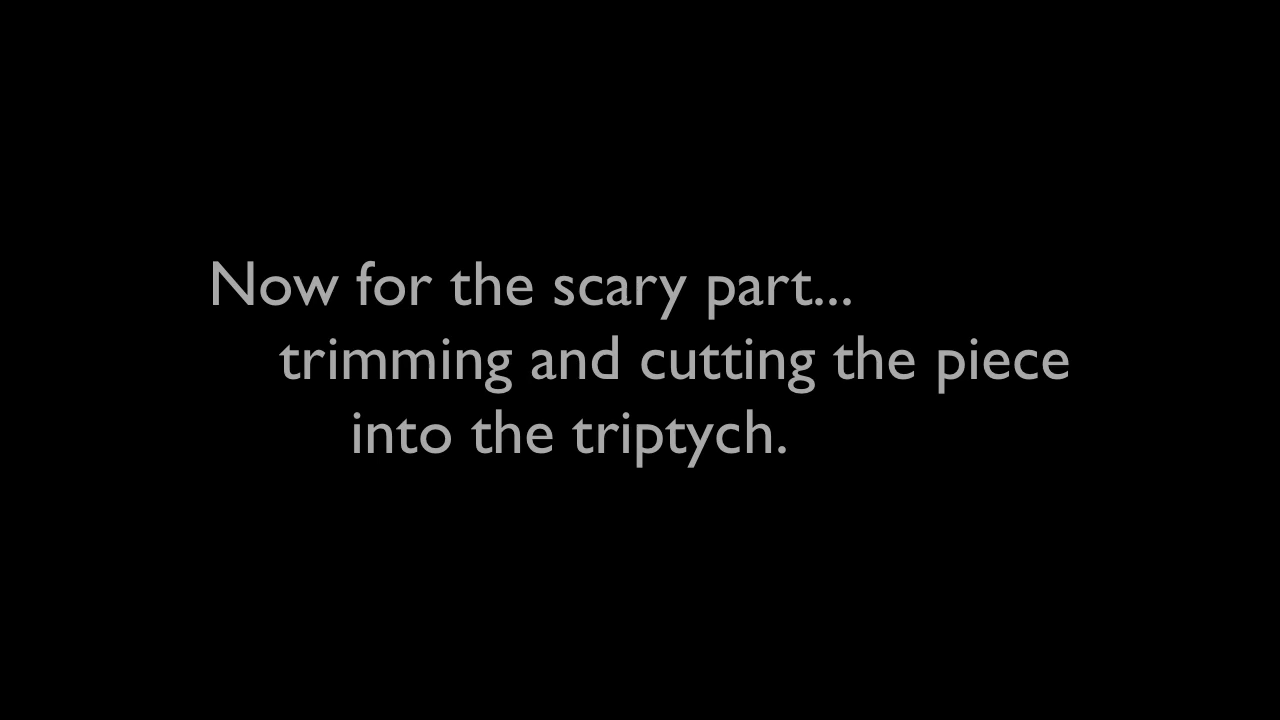 Now for the scary part...
trimming and cutting the piece
into the triptych.